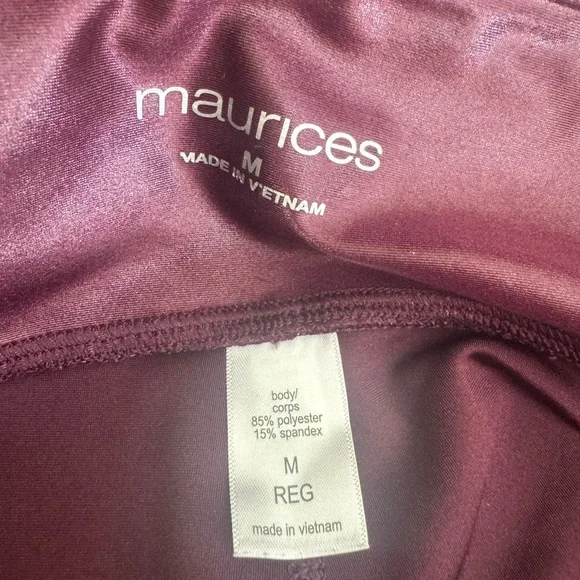 maurices
M
MADE IN VIETNAM
body/
corps
85% polyester
15% spandex
M
REG
made in vietnam